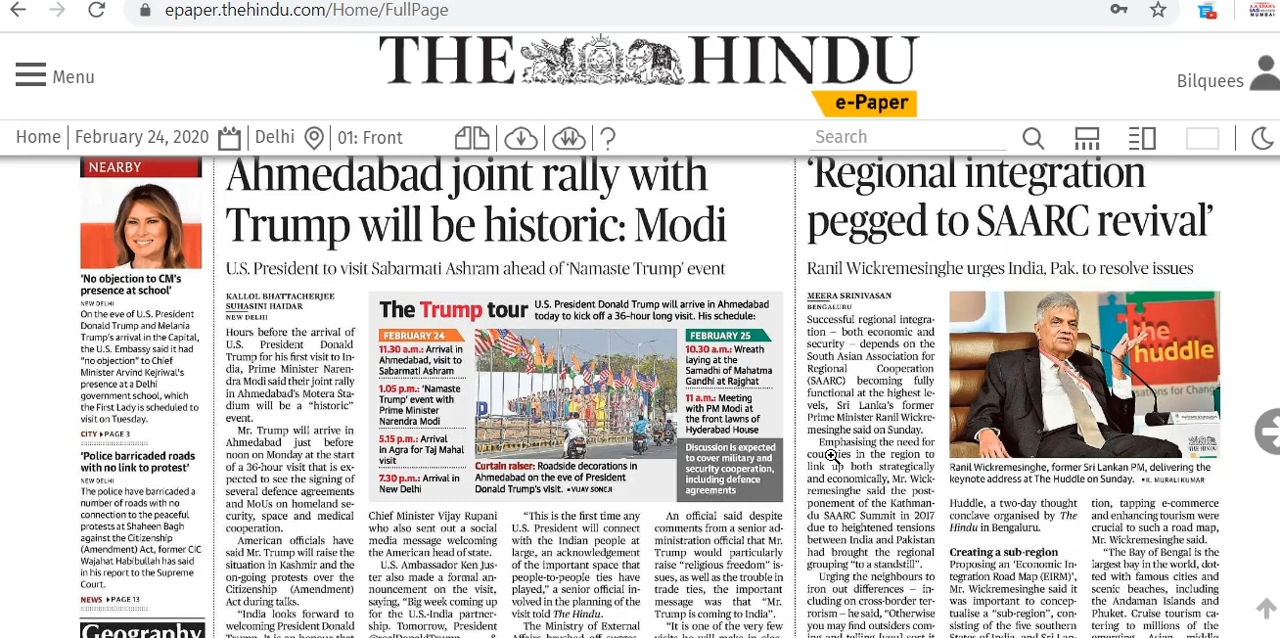 epaper.thehindu.com/Home/FullPage
Menu
THE HINDU
e-Paper
Bilquees
Home | February 24, 2020 | Delhi | 01: Front
?
Search
NEARBY
'No objection to CM's
presence at school'
NEW DELHI
On the eve of U.S. President
Donald Trump and Melania
Trump's arrival in the Capital,
the U.S. Embassy said it had
"no objection" to Chief
Minister Arvind Kejriwal's
presence at a Delhi
government school, which
the First Lady is scheduled to
visit on Tuesday.
CITY ▶ PAGE 3
'Police barricaded roads
with no link to protest'
NEW DELHI
The police have barricaded a
number of roads with no
connection to the peaceful
protests at Shaheen Bagh
against the Citizenship
(Amendment) Act, former CIC
Wajahat Habibullah has said
in his report to the Supreme
Court.
NEWS ▶ PAGE 13
Geography
Ahmedabad joint rally with
Trump will be historic: Modi
U.S. President to visit Sabarmati Ashram ahead of 'Namaste Trump' event
KALLOL BHATTACHERJEE
SUHASINI HAIDAR
NEW DELHI
Hours before the arrival of
U.S. President Donald
Trump for his first visit to In-
dia, Prime Minister Naren-
dra Modi said their joint rally
in Ahmedabad's Motera Sta-
dium will be a "historic"
event.
Mr. Trump will arrive in
Ahmedabad just before
noon on Monday at the start
of a 36-hour visit that is ex-
pected to see the signing of
several defence agreements
and MoUs on homeland se-
curity, space and medical
cooperation.
American officials have
said Mr. Trump will raise the
situation in Kashmir and the
on-going protests over the
Citizenship (Amendment)
Act during talks.
"India looks forward to
welcoming President Donald
The Trump tour
U.S. President Donald Trump will arrive in Ahmedabad
today to kick off a 36-hour long visit. His schedule:
FEBRUARY 24
11.30 a.m.: Arrival in
Ahmedabad, visit to
Sabarmati Ashram
1.05 p.m.: 'Namaste
Trump' event with
Prime Minister
Narendra Modi
5.15 p.m.: Arrival
in Agra for Taj Mahal
visit
7.30 p.m.: Arrival in
New Delhi
Curtain raiser: Roadside decorations in
Ahmedabad on the eve of President
Donald Trump's visit. • VIJAY SONEJI
FEBRUARY 25
10.30 a.m.: Wreath
laying at the
Samadhi of Mahatma
Gandhi at Rajghat
11 a.m.: Meeting
with PM Modi at
the front lawns of
Hyderabad House
Discussion is expected
to cover military and
security cooperation,
including defence
agreements
Chief Minister Vijay Rupani
who also sent out a social
media message welcoming
the American head of state.
U.S. Ambassador Ken Jus-
ter also made a formal an-
nouncement on the visit,
saying, "Big week coming up
for the U.S.-India partner-
ship. Tomorrow, President
"This is the first time any
U.S. President will connect
with the Indian people at
large, an acknowledgement
of the important space that
people-to-people ties have
played," a senior official in-
volved in the planning of the
visit told The Hindu.
The Ministry of External
An official said despite
comments from a senior ad-
ministration official that Mr.
Trump would particularly
raise "religious freedom" is-
sues, as well as the trouble in
trade ties, the important
message was that "Mr.
Trump is coming to India".
"It is one of the very few
'Regional integration
pegged to SAARC revival'
Ranil Wickremesinghe urges India, Pak. to resolve issues
MEERA SRINIVASAN
BENGALURU
Successful regional integra-
tion – both economic and
security – depends on the
South Asian Association for
Regional Cooperation
(SAARC) becoming fully
functional at the highest le-
vels, Sri Lanka's former
Prime Minister Ranil Wickre-
mesinghe said on Sunday.
Emphasising the need for
countries in the region to
link up both strategically
and economically, Mr. Wick-
remesinghe said the post-
ponement of the Kathman-
du SAARC Summit in 2017
due to heightened tensions
between India and Pakistan
had brought the regional
grouping "to a standstill".
Urging the neighbours to
iron out differences – in-
cluding on cross-border ter-
rorism – he said, "Otherwise
you may find outsiders com-
the
huddle
Ranil Wickremesinghe, former Sri Lankan PM, delivering the
keynote address at The Huddle on Sunday. • K. MURALI KUMAR
Huddle, a two-day thought
conclave organised by The
Hindu in Bengaluru.
Creating a sub-region
Proposing an 'Economic In-
tegration Road Map (EIRM)',
Mr. Wickremesinghe said it
was important to concep-
tualise a "sub-region", con-
sisting of the five southern
tion, tapping e-commerce
and enhancing tourism were
crucial to such a road map,
Mr. Wickremesinghe said.
"The Bay of Bengal is the
largest bay in the world, dot-
ted with famous cities and
scenic beaches, including
the Andaman Islands and
Phuket. Cruise tourism ca-
tering to millions of the